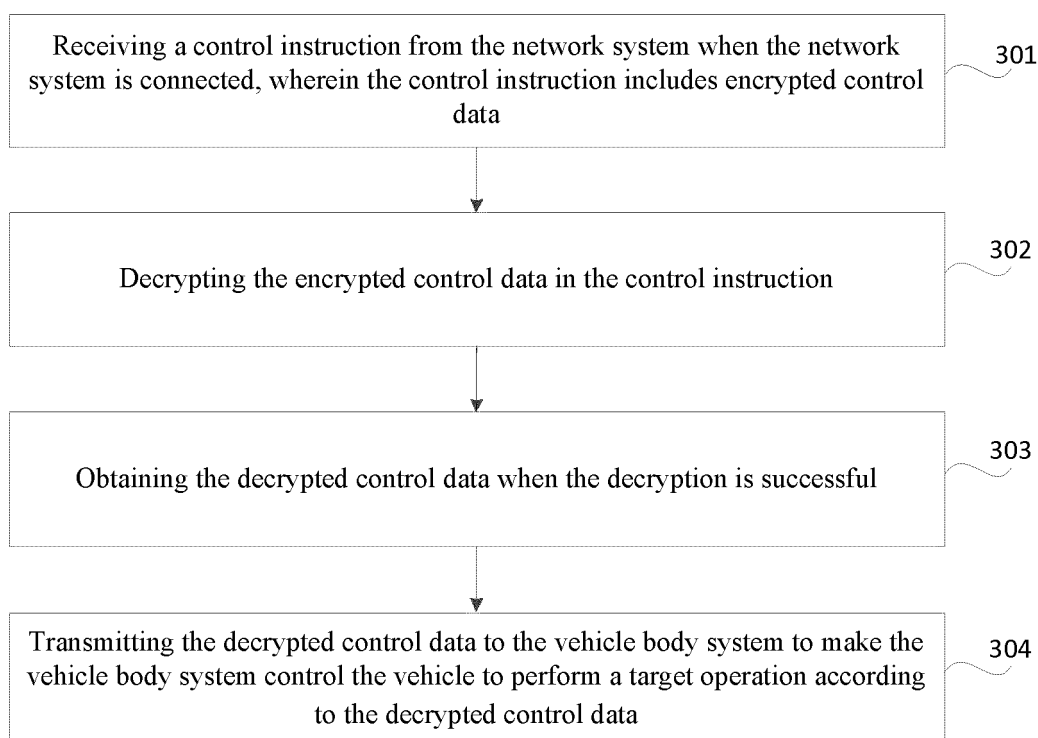 Receiving a control instruction from the network system when the network
system is connected, wherein the control instruction includes encrypted control
data
301
Decrypting the encrypted control data in the control instruction
302
Obtaining the decrypted control data when the decryption is successful
303
Transmitting the decrypted control data to the vehicle body system to make the
vehicle body system control the vehicle to perform a target operation according
to the decrypted control data
304